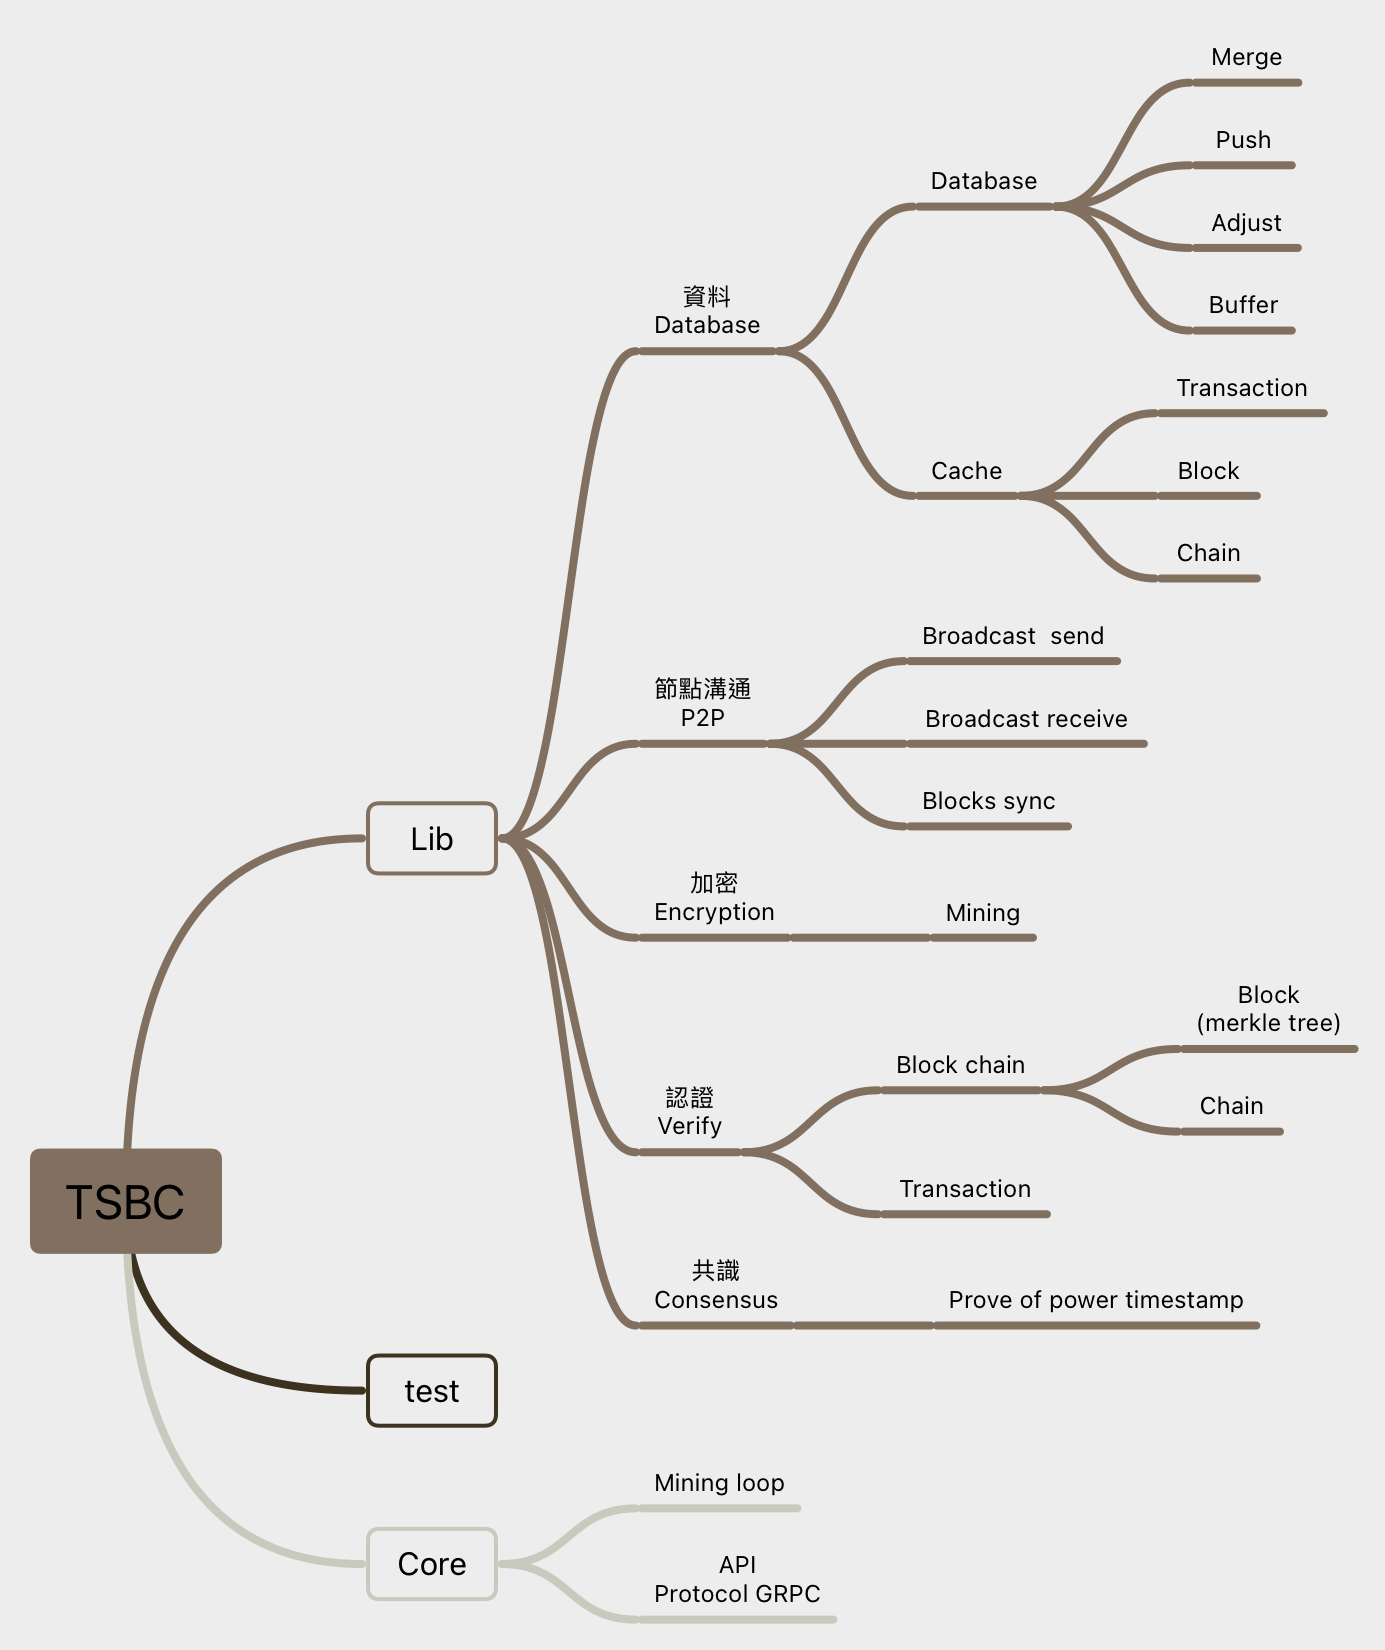 Merge
Push
Database
Adjust
Buffer
資料
Database
Transaction
Cache
Block
Chain
Broadcast  send
節點溝通
P2P
Broadcast receive
Blocks sync
Lib
加密
Encryption
Mining
Block
(merkle tree)
Block chain
Chain
認證
Verify
Transaction
TSBC
共識
Consensus
Prove of power timestamp
test
Mining loop
Core
API
Protocol GRPC